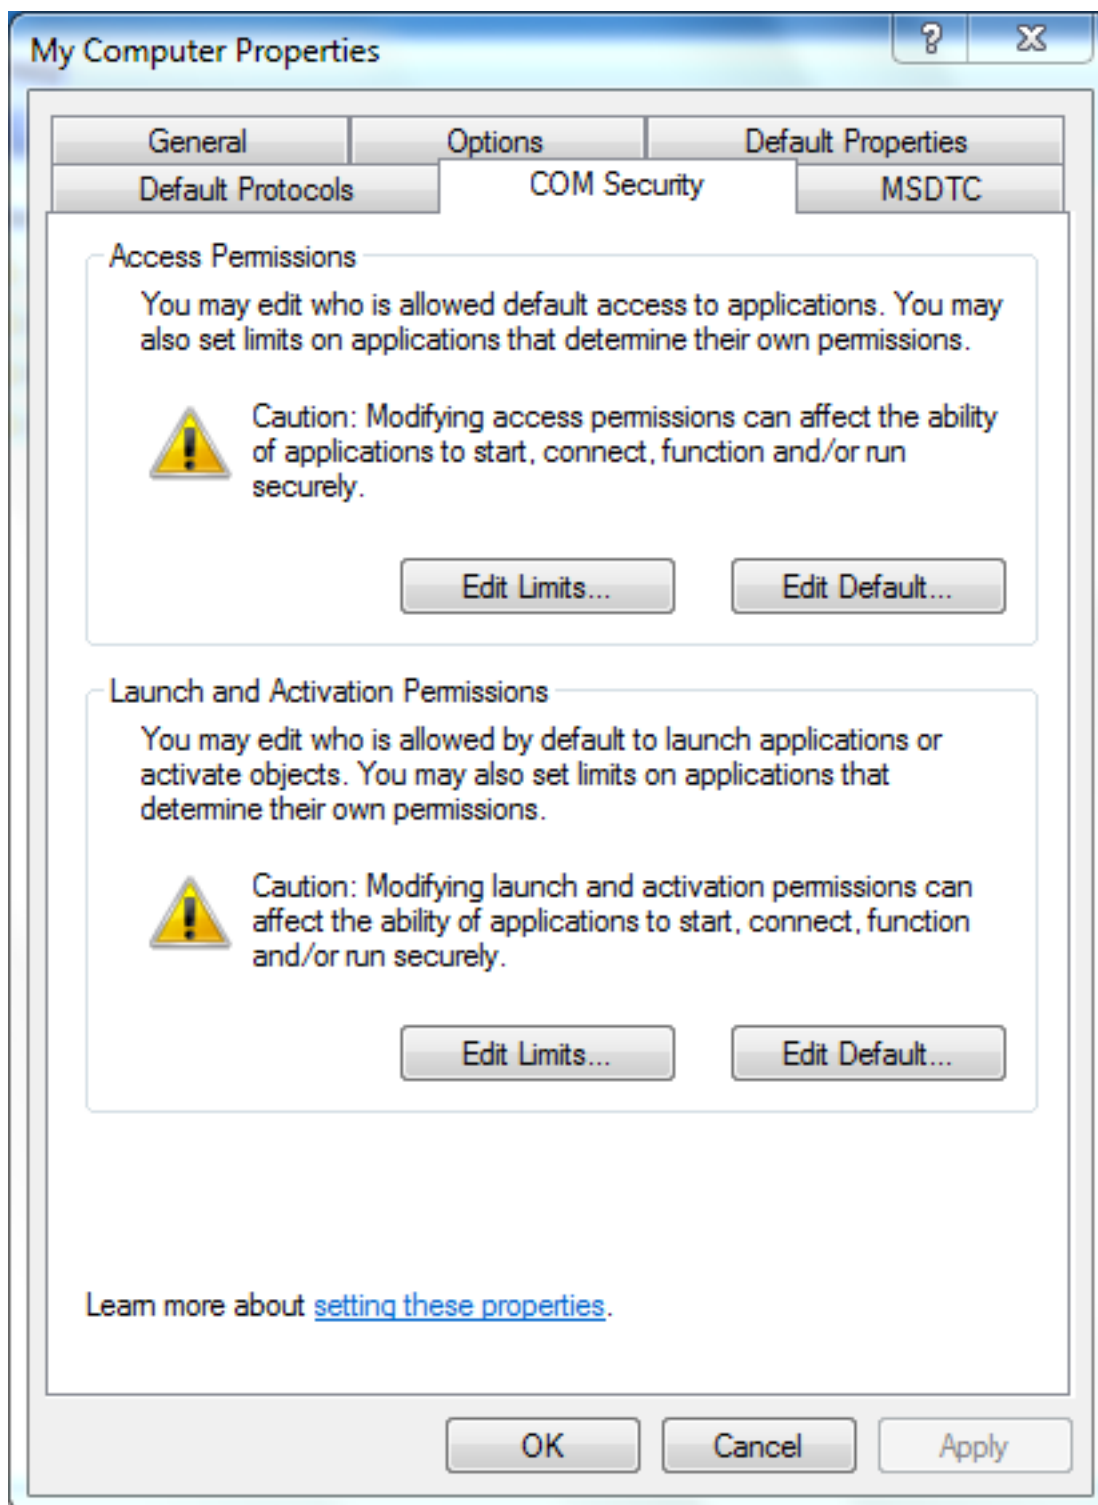 My Computer Properties
General
Options
Default Properties
Default Protocols
COM Security
MSDTC
Access Permissions
You may edit who is allowed default access to applications. You may
also set limits on applications that determine their own permissions.
Caution: Modifying access permissions can affect the ability
of applications to start, connect, function and/or run
securely.
Edit Limits...
Edit Default...
Launch and Activation Permissions
You may edit who is allowed by default to launch applications or
activate objects. You may also set limits on applications that
determine their own permissions.
Caution: Modifying launch and activation permissions can
affect the ability of applications to start, connect, function
and/or run securely.
Edit Limits...
Edit Default...
Learn more about setting these properties.
OK
Cancel
Apply